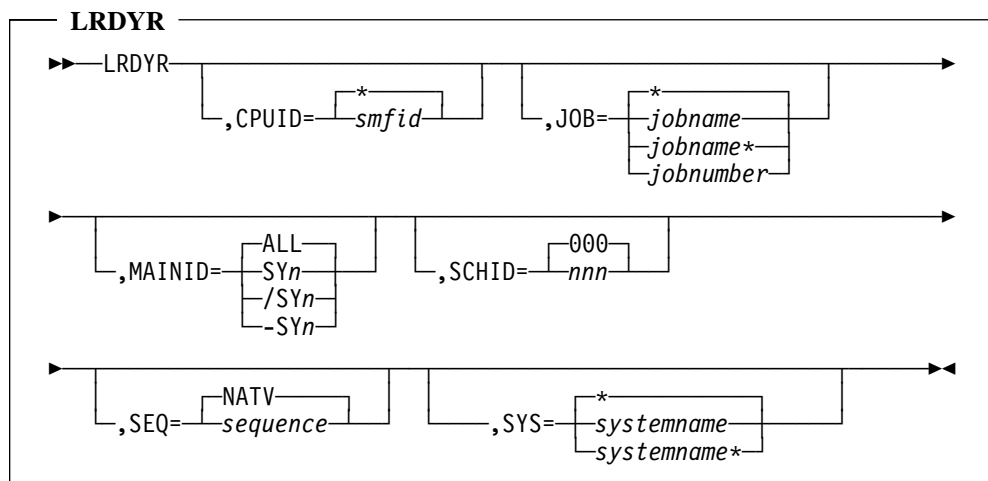 LRDYR
LRDYR
,CPUID= * ,JOB= *
smfid jobname
jobname*
jobnumber
,MAINID= ALL ,SCHID= 000
SYn nnn
/SYn
-SYn
,SEQ= NATV ,SYS= *
sequence systemname
systemname*